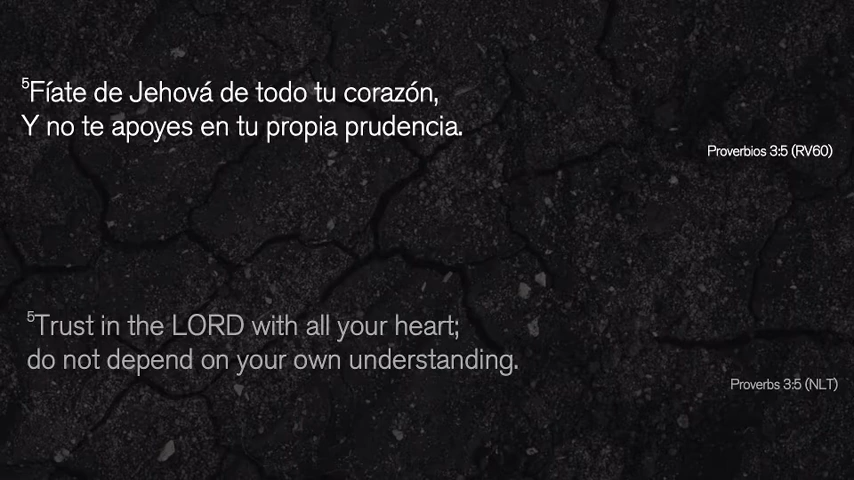 ⁵Fíate de Jehová de todo tu corazón,
Y no te apoyes en tu propia prudencia.
Proverbios 3:5 (RV60)
⁵Trust in the LORD with all your heart;
do not depend on your own understanding.
Proverbs 3:5 (NLT)